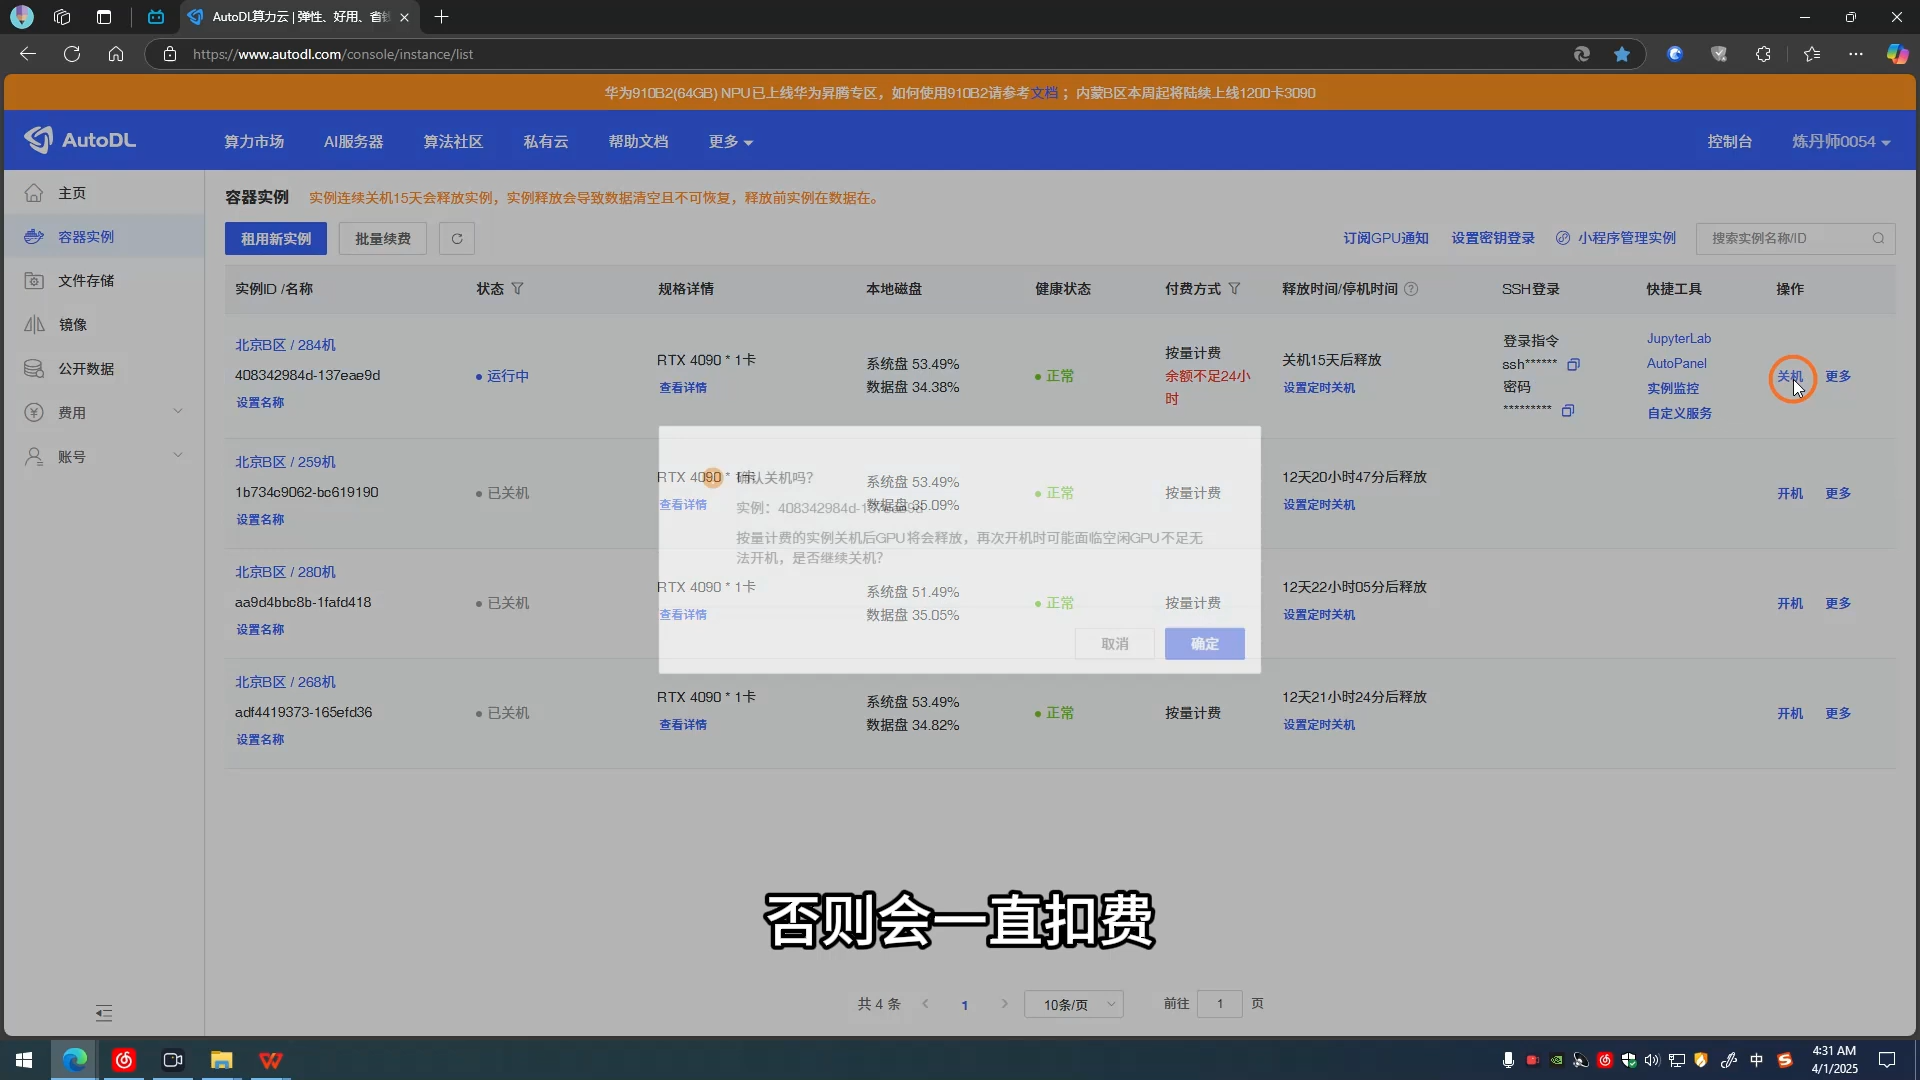 AutoDL算力云 | 弹性、好用、省钱
https://www.autodl.com/console/instance/list
华为910B2(64GB) NPU已上线华为昇腾专区，如何使用910B2请参考文档 ；内蒙B区本周起将陆续上线1200卡3090
AutoDL 算力市场 AI服务器 算法社区 私有云 帮助文档 更多 控制台 炼丹师0054
主页
容器实例
文件存储
镜像
公开数据
费用
账号
容器实例 实例连续关机15天会释放实例，实例释放会导致数据清空且不可恢复，释放前实例在数据在。
租用新实例 批量续费 订阅GPU通知 设置密钥登录 小程序管理实例 搜索实例名称/ID
实例ID /名称 状态 规格详情 本地磁盘 健康状态 付费方式 释放时间/停机时间 SSH登录 快捷工具 操作
北京B区 / 284机
408342984d-137eae9d
设置名称
运行中
RTX 4090 * 1卡
查看详情
系统盘 53.49%
数据盘 34.38%
正常
按量计费
余额不足24小
时
关机15天后释放
设置定时关机
登录指令
ssh******
密码
*********
JupyterLab
AutoPanel
实例监控
自定义服务
关机 更多
北京B区 / 259机
1b734c9062-bc619190
设置名称
已关机
RTX 4090 * 1卡
查看详情
系统盘 53.49%
数据盘 35.09%
正常
按量计费
12天20小时47分后释放
设置定时关机
开机 更多
确认关机吗？
实例：408342984d-137eae9d
按量计费的实例关机后GPU将会释放，再次开机时可能面临空闲GPU不足无
法开机，是否继续关机？
取消 确定
北京B区 / 280机
aa9d4bbc8b-1fafd418
设置名称
已关机
RTX 4090 * 1卡
查看详情
系统盘 51.49%
数据盘 35.05%
正常
按量计费
12天22小时05分后释放
设置定时关机
开机 更多
北京B区 / 268机
adf4419373-165efd36
设置名称
已关机
RTX 4090 * 1卡
查看详情
系统盘 53.49%
数据盘 34.82%
正常
按量计费
12天21小时24分后释放
设置定时关机
开机 更多
否则会一直扣费
共 4 条 1 10条/页 前往 1 页
中
4:31 AM
4/1/2025